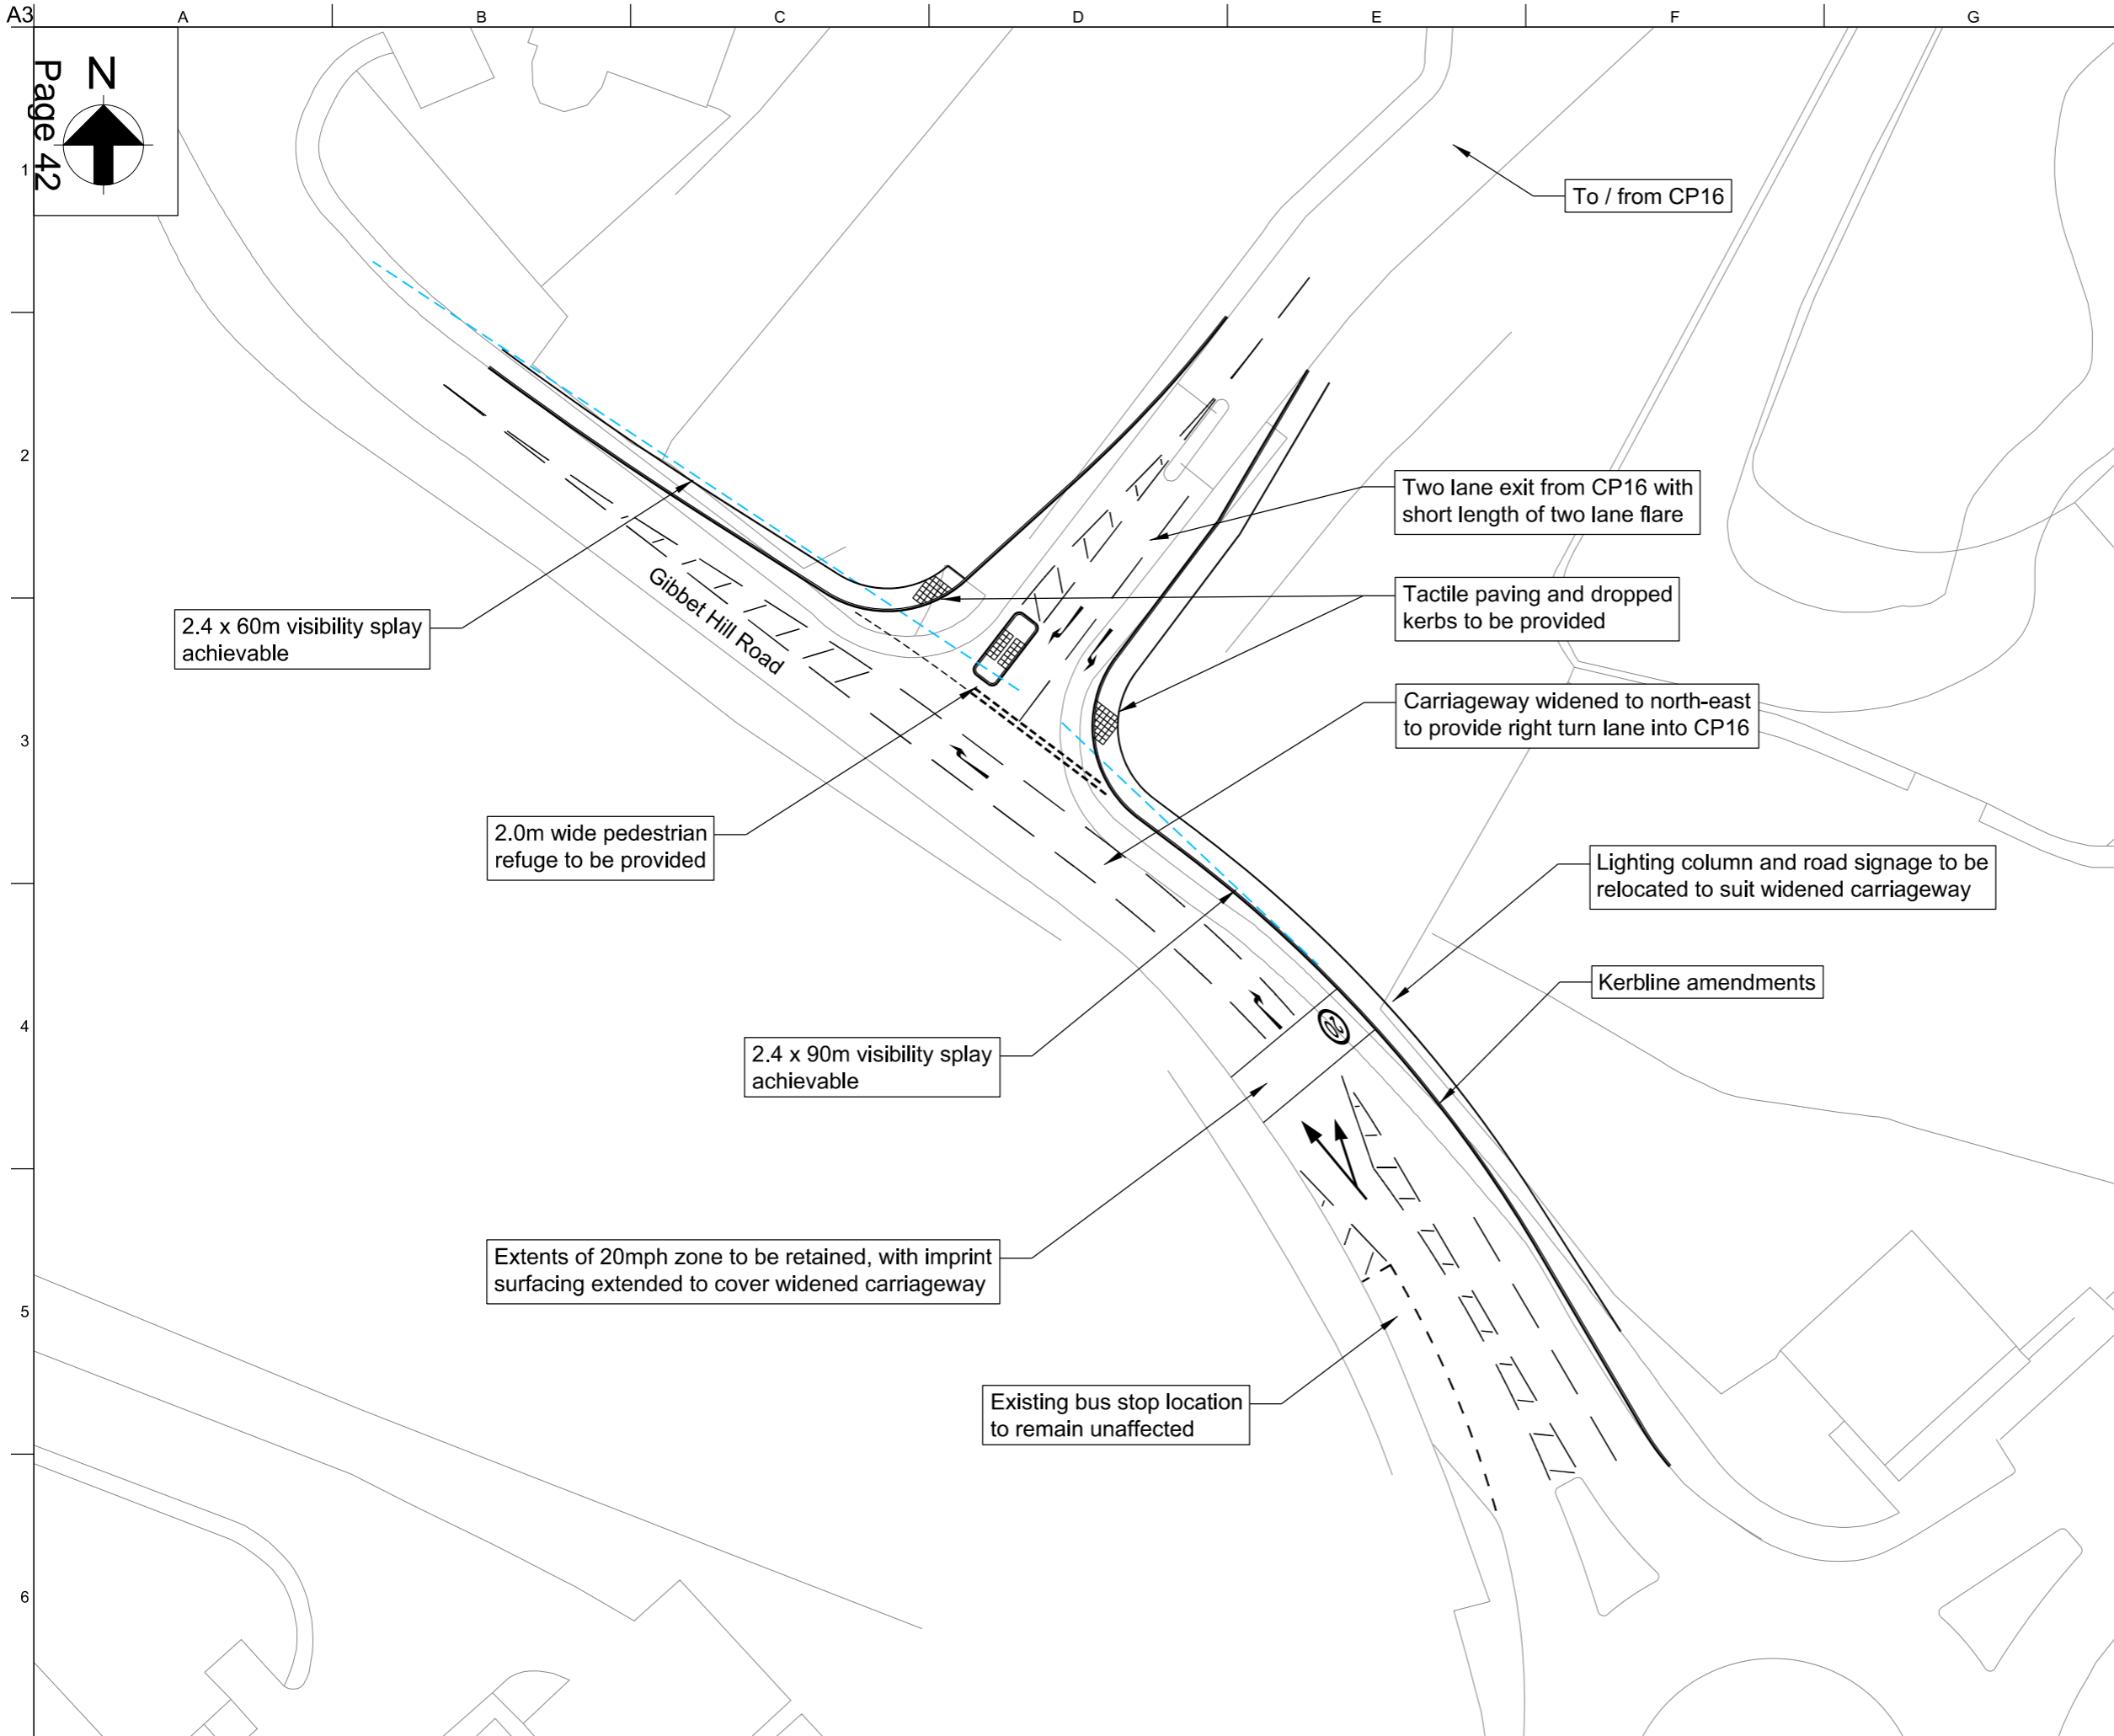 A3
A
B
C
D
E
F
G
Page 42
N
1
2
3
4
5
6
To / from CP16
Two lane exit from CP16 with
short length of two lane flare
Tactile paving and dropped
kerbs to be provided
Gibbet Hill Road
2.4 x 60m visibility splay
achievable
Carriageway widened to north-east
to provide right turn lane into CP16
2.0m wide pedestrian
refuge to be provided
Lighting column and road signage to be
relocated to suit widened carriageway
Kerbline amendments
20
2.4 x 90m visibility splay
achievable
Extents of 20mph zone to be retained, with imprint
surfacing extended to cover widened carriageway
Existing bus stop location
to remain unaffected